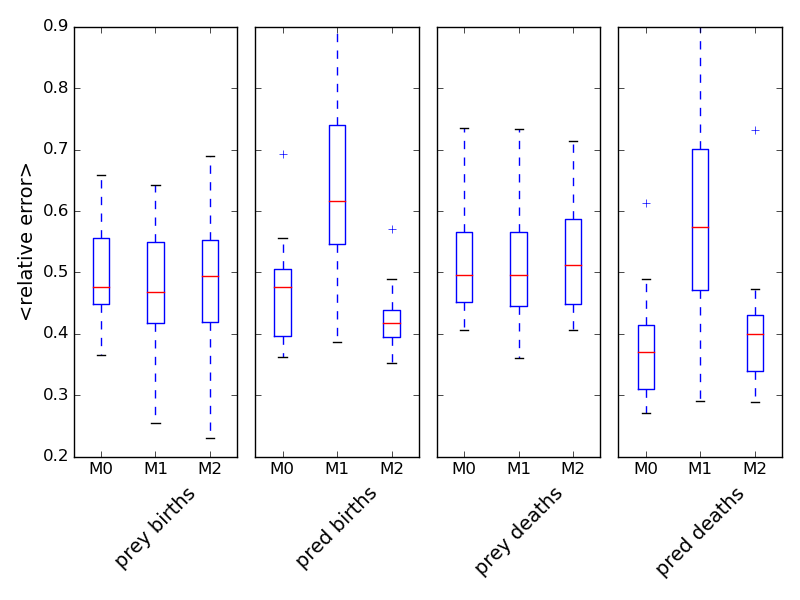 <relative error>
0.9
0.8
0.7
0.6
0.5
0.4
0.3
0.2
M0 M1 M2
M0 M1 M2
M0 M1 M2
M0 M1 M2
prey births
pred births
prey deaths
pred deaths